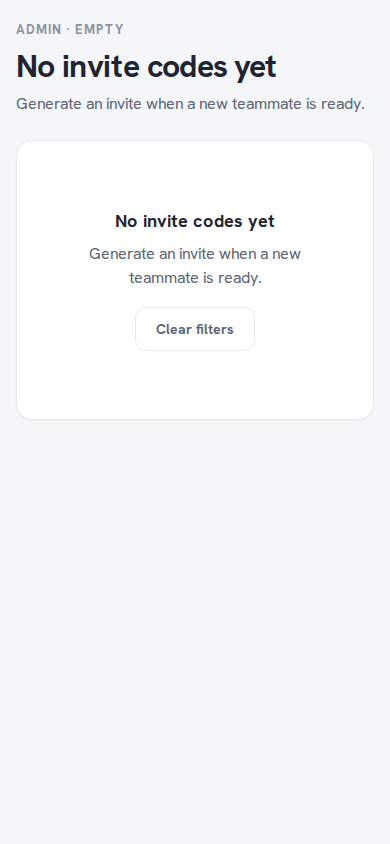 ADMIN · EMPTY
No invite codes yet
Generate an invite when a new teammate is ready.
No invite codes yet
Generate an invite when a new
teammate is ready.
Clear filters